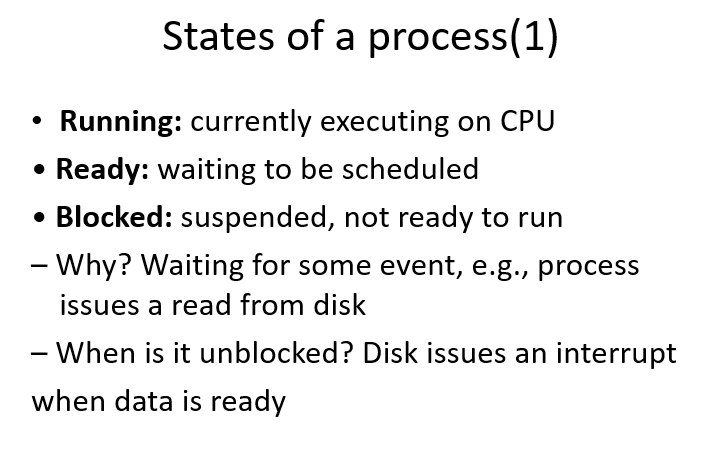 States of a process(1)
• Running: currently executing on CPU
• Ready: waiting to be scheduled
• Blocked: suspended, not ready to run
– Why? Waiting for some event, e.g., process
issues a read from disk
– When is it unblocked? Disk issues an interrupt
when data is ready